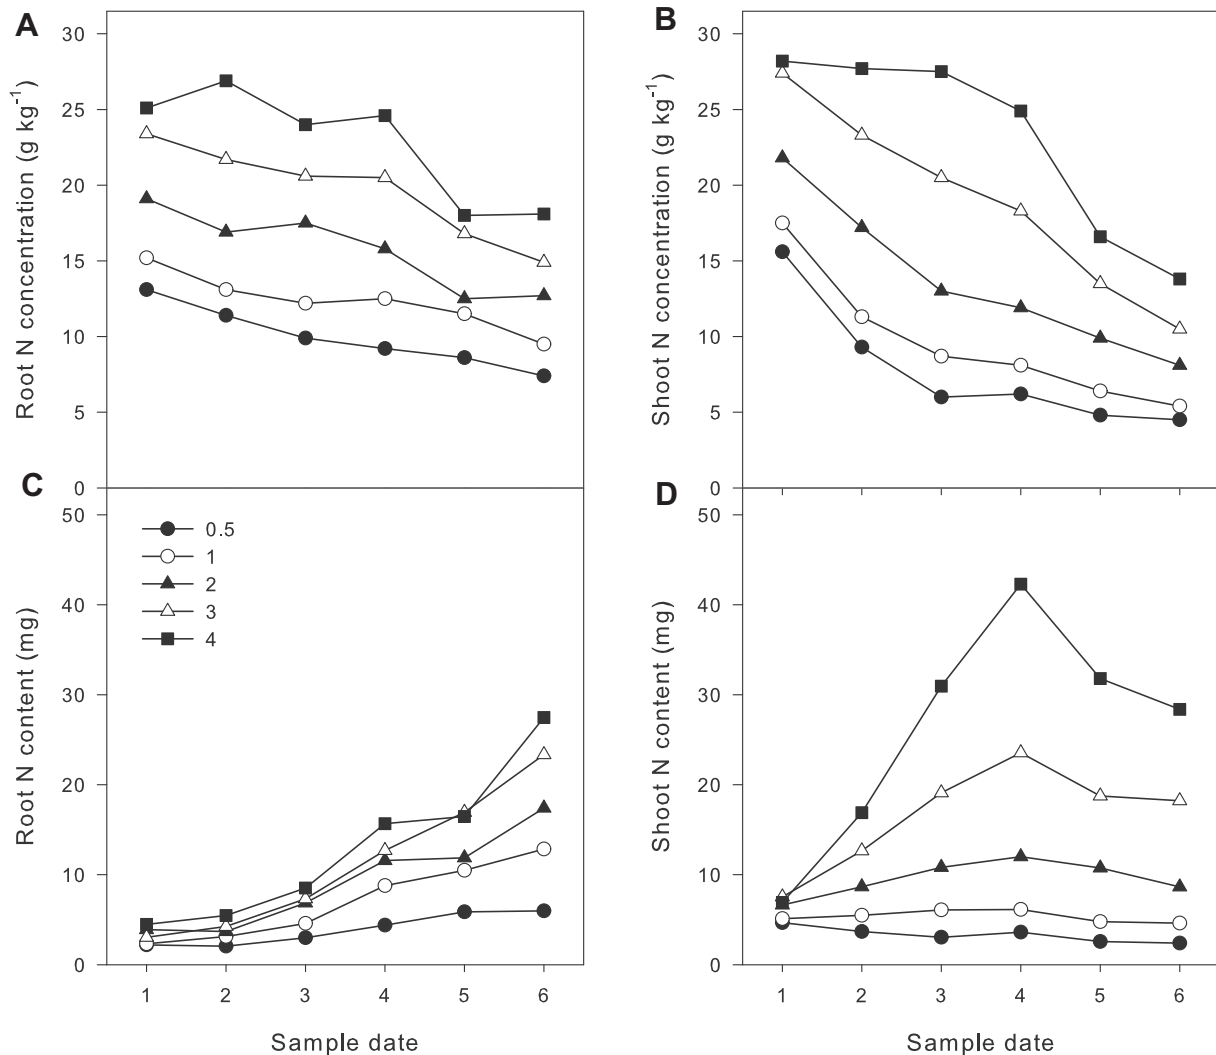 A
30
25
20
15
10
5
0
Root N concentration (g kg⁻¹)
B
30
25
20
15
10
5
0
Shoot N concentration (g kg⁻¹)
C
50
40
30
20
10
0
Root N content (mg)
0.5
1
2
3
4
1 2 3 4 5 6
Sample date
D
50
40
30
20
10
0
Shoot N content (mg)
1 2 3 4 5 6
Sample date